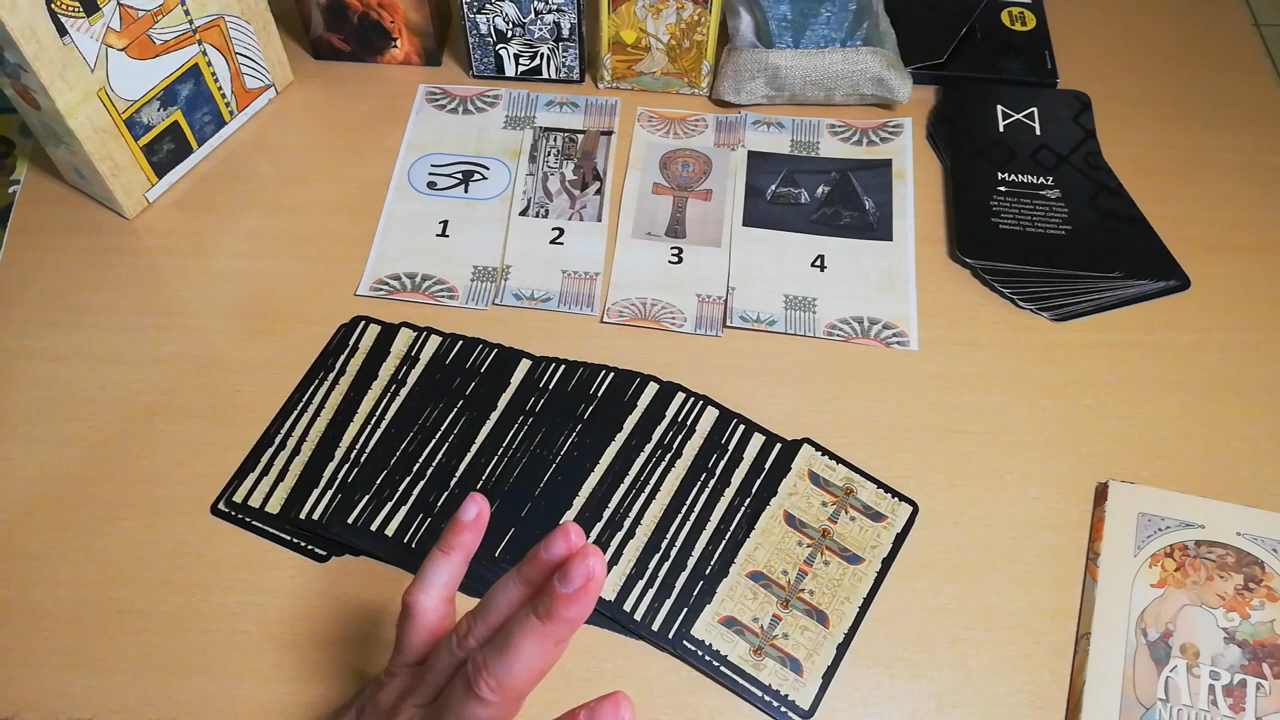 1
2
3
4
MANNAZ
THE SELF. THE INDIVIDUAL
OR THE HUMAN RACE. YOUR
ATTITUDE TOWARD OTHERS
AND THEIR ATTITUDES
TOWARDS YOU. FRIENDS AND
ENEMIES, SOCIAL ORDER.
ART